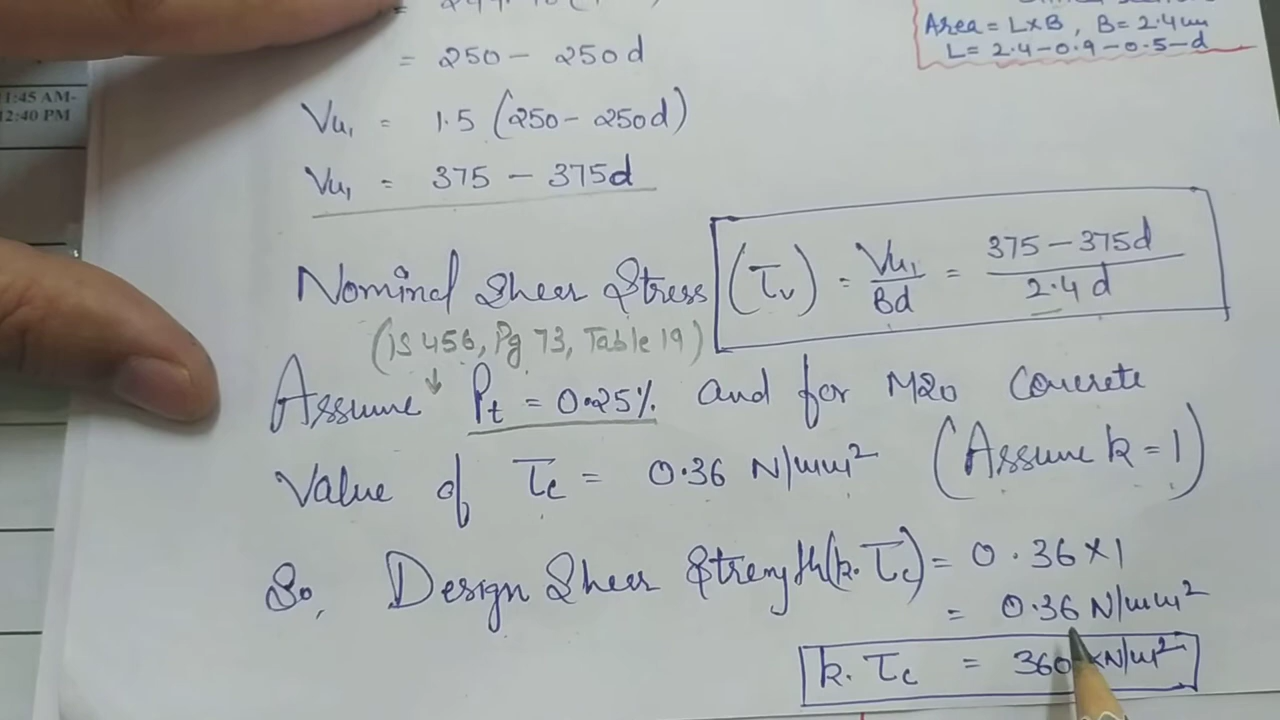 Area = L×B, B = 2.4m
L = 2.4-0.9-0.5-d
= 250 - 250d
11:45 AM-
12:40 PM
Vu₁ = 1.5 (250 - 250d)
Vu₁ = 375 - 375d
Nominal Shear Stress (τv) = Vu₁/Bd = 375 - 375d/2.4 d
(IS 456, Pg 73, Table 19)
Assume ↓ Pt = 0.25% and for M20 Concrete
Value of τc = 0.36 N/mm² (Assume k = 1)
So, Design Shear Strength (k. τc) = 0.36 × 1
= 0.36 N/mm²
k. τc = 360 KN/m²